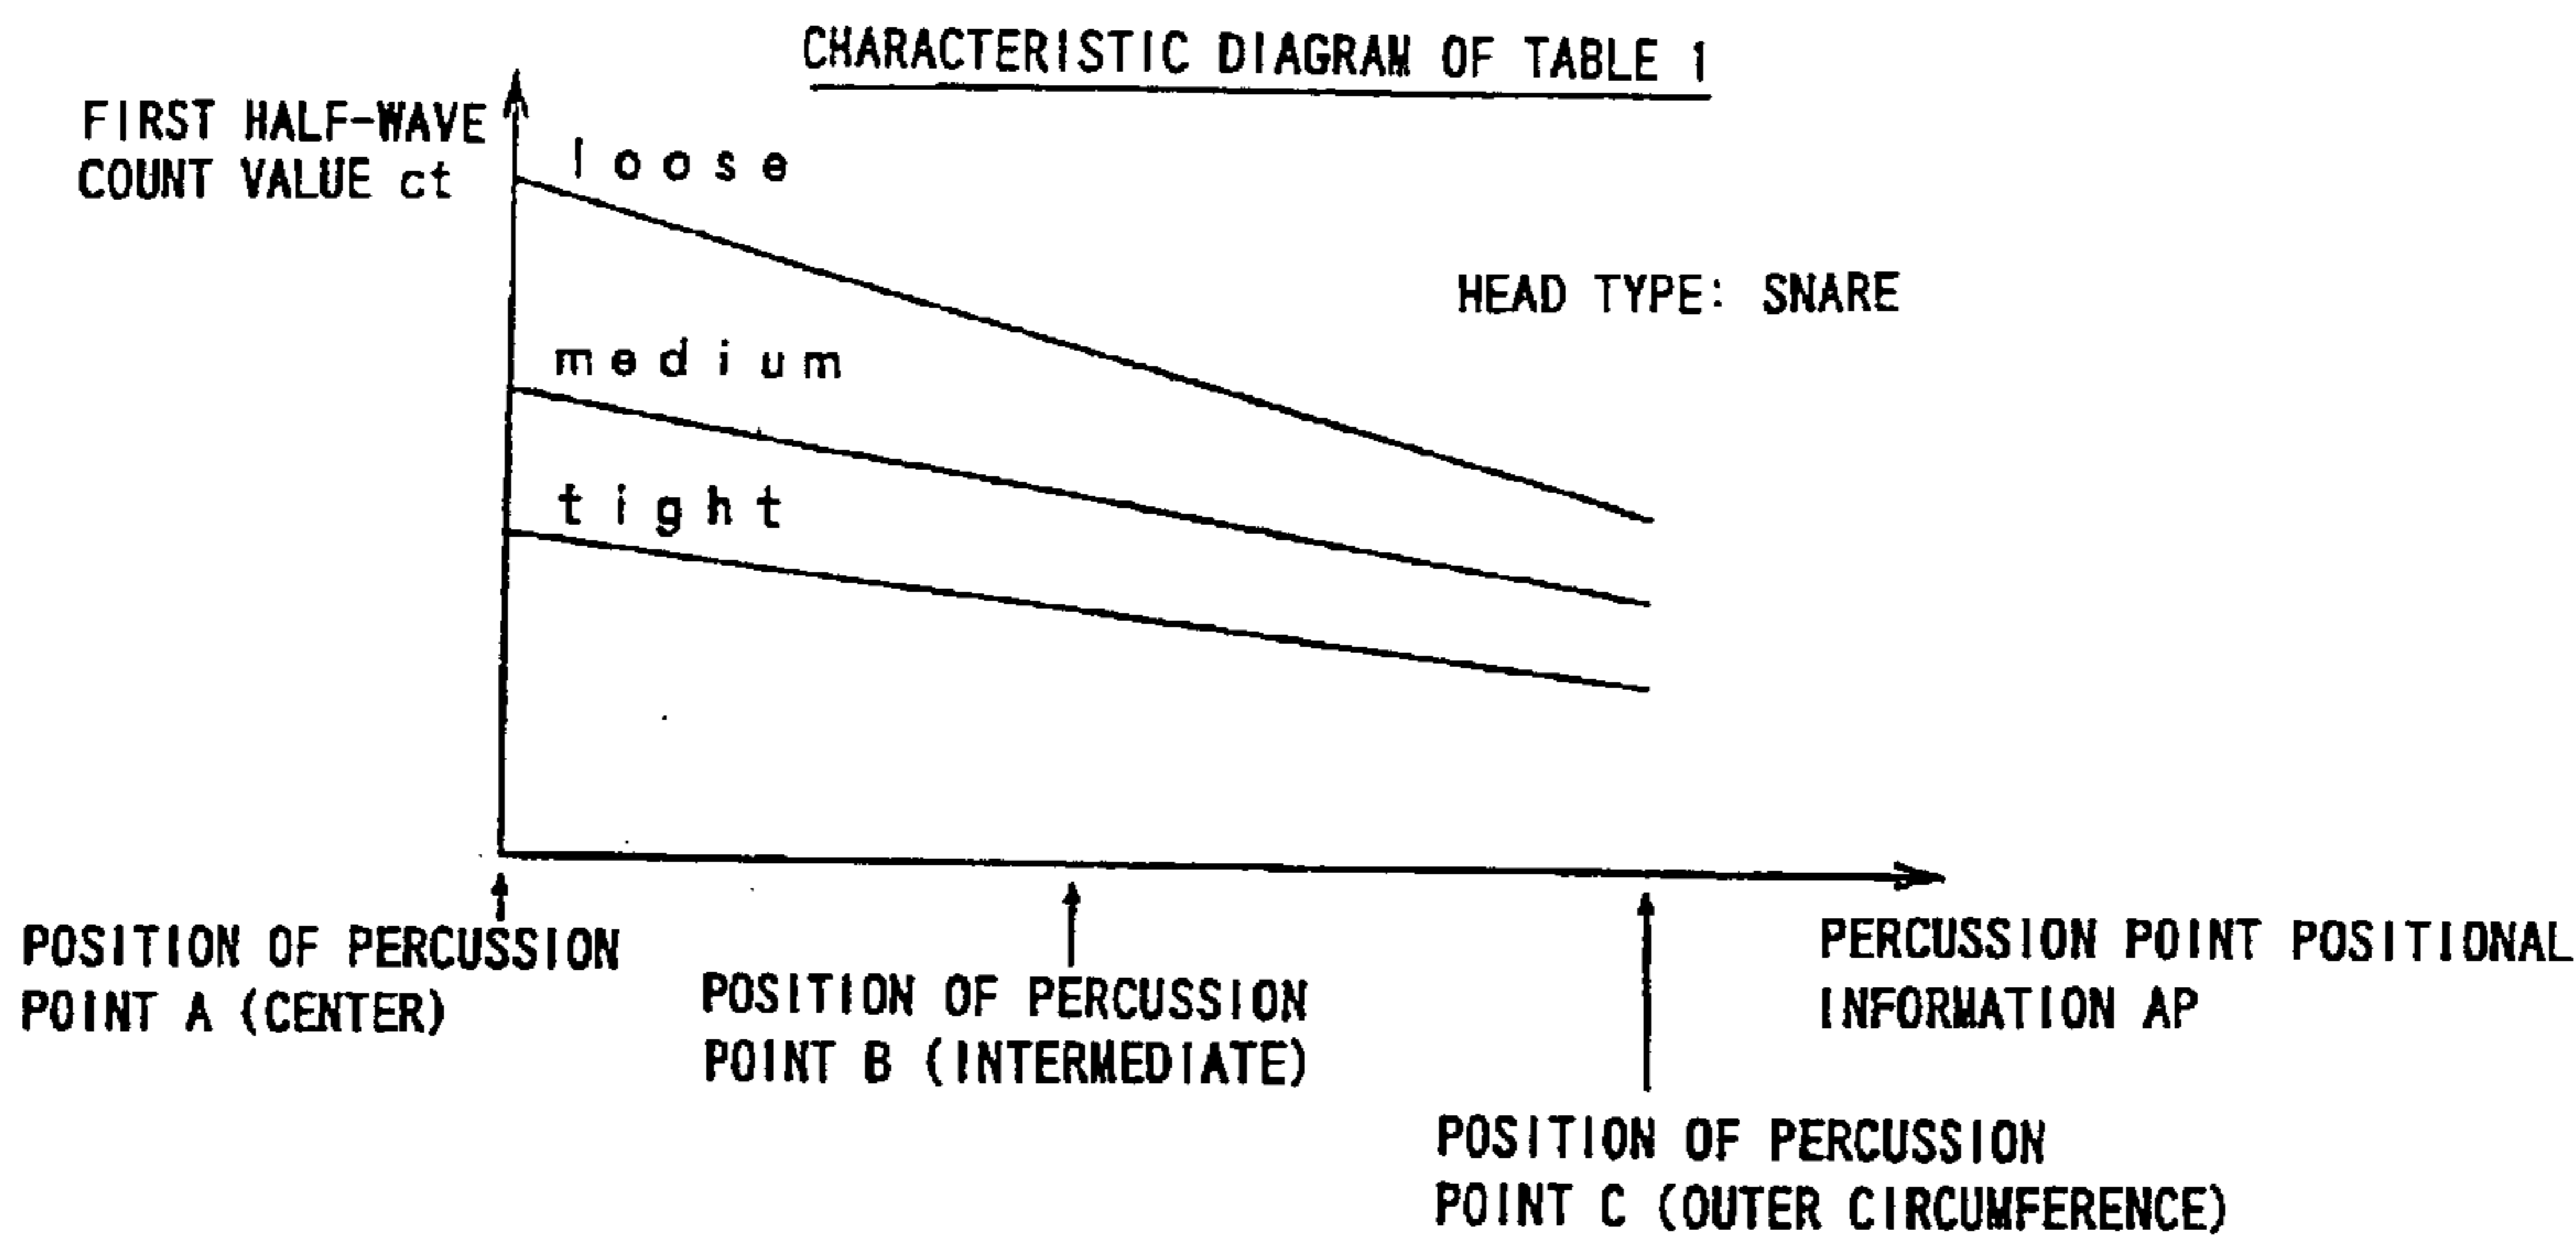 CHARACTERISTIC DIAGRAM OF TABLE 1
FIRST HALF-WAVE
COUNT VALUE ct
loose
HEAD TYPE: SNARE
medium
tight
POSITION OF PERCUSSION
POINT A (CENTER)
POSITION OF PERCUSSION
POINT B (INTERMEDIATE)
PERCUSSION POINT POSITIONAL
INFORMATION AP
POSITION OF PERCUSSION
POINT C (OUTER CIRCUMFERENCE)